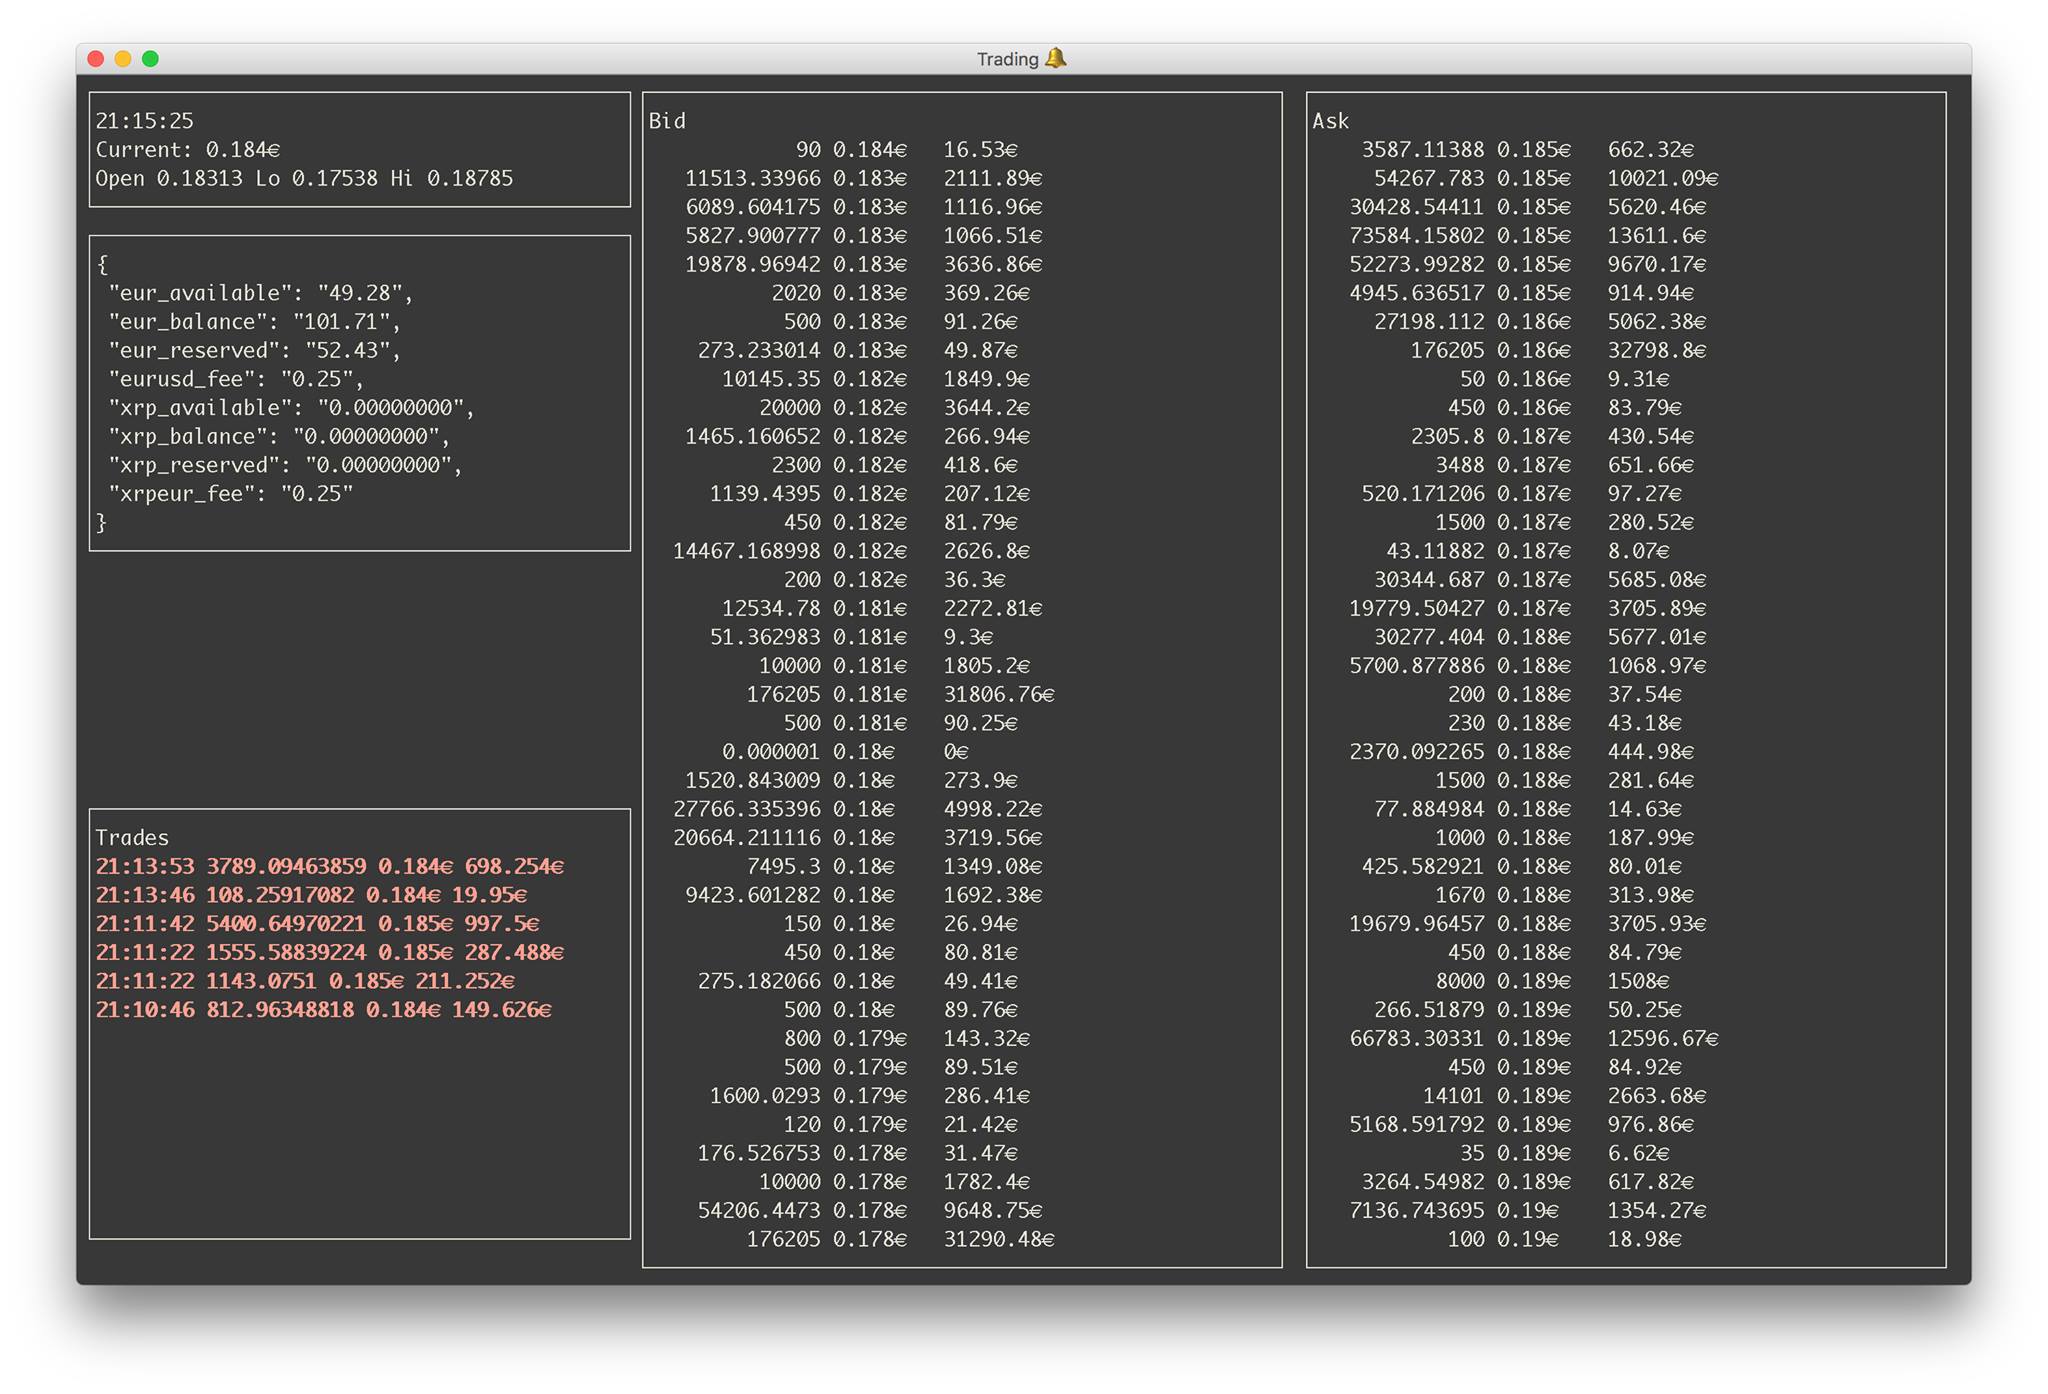 Trading 🔔
21:15:25
Current: 0.184€
Open 0.18313 Lo 0.17538 Hi 0.18785
{
"eur_available": "49.28",
"eur_balance": "101.71",
"eur_reserved": "52.43",
"eurusd_fee": "0.25",
"xrp_available": "0.00000000",
"xrp_balance": "0.00000000",
"xrp_reserved": "0.00000000",
"xrpeur_fee": "0.25"
}
Trades
21:13:53 3789.09463859 0.184€ 698.254€
21:13:46 108.25917082 0.184€ 19.95€
21:11:42 5400.64970221 0.185€ 997.5€
21:11:22 1555.58839224 0.185€ 287.488€
21:11:22 1143.0751 0.185€ 211.252€
21:10:46 812.96348818 0.184€ 149.626€
Bid
90 0.184€ 16.53€
11513.33966 0.183€ 2111.89€
6089.604175 0.183€ 1116.96€
5827.900777 0.183€ 1066.51€
19878.96942 0.183€ 3636.86€
2020 0.183€ 369.26€
500 0.183€ 91.26€
273.233014 0.183€ 49.87€
10145.35 0.182€ 1849.9€
20000 0.182€ 3644.2€
1465.160652 0.182€ 266.94€
2300 0.182€ 418.6€
1139.4395 0.182€ 207.12€
450 0.182€ 81.79€
14467.168998 0.182€ 2626.8€
200 0.182€ 36.3€
12534.78 0.181€ 2272.81€
51.362983 0.181€ 9.3€
10000 0.181€ 1805.2€
176205 0.181€ 31806.76€
500 0.181€ 90.25€
0.000001 0.18€ 0€
1520.843009 0.18€ 273.9€
27766.335396 0.18€ 4998.22€
20664.211116 0.18€ 3719.56€
7495.3 0.18€ 1349.08€
9423.601282 0.18€ 1692.38€
150 0.18€ 26.94€
450 0.18€ 80.81€
275.182066 0.18€ 49.41€
500 0.18€ 89.76€
800 0.179€ 143.32€
500 0.179€ 89.51€
1600.0293 0.179€ 286.41€
120 0.179€ 21.42€
176.526753 0.178€ 31.47€
10000 0.178€ 1782.4€
54206.4473 0.178€ 9648.75€
176205 0.178€ 31290.48€
Ask
3587.11388 0.185€ 662.32€
54267.783 0.185€ 10021.09€
30428.54411 0.185€ 5620.46€
73584.15802 0.185€ 13611.6€
52273.99282 0.185€ 9670.17€
4945.636517 0.185€ 914.94€
27198.112 0.186€ 5062.38€
176205 0.186€ 32798.8€
50 0.186€ 9.31€
450 0.186€ 83.79€
2305.8 0.187€ 430.54€
3488 0.187€ 651.66€
520.171206 0.187€ 97.27€
1500 0.187€ 280.52€
43.11882 0.187€ 8.07€
30344.687 0.187€ 5685.08€
19779.50427 0.187€ 3705.89€
30277.404 0.188€ 5677.01€
5700.877886 0.188€ 1068.97€
200 0.188€ 37.54€
230 0.188€ 43.18€
2370.092265 0.188€ 444.98€
1500 0.188€ 281.64€
77.884984 0.188€ 14.63€
1000 0.188€ 187.99€
425.582921 0.188€ 80.01€
1670 0.188€ 313.98€
19679.96457 0.188€ 3705.93€
450 0.188€ 84.79€
8000 0.189€ 1508€
266.51879 0.189€ 50.25€
66783.30331 0.189€ 12596.67€
450 0.189€ 84.92€
14101 0.189€ 2663.68€
5168.591792 0.189€ 976.86€
35 0.189€ 6.62€
3264.54982 0.189€ 617.82€
7136.743695 0.19€ 1354.27€
100 0.19€ 18.98€